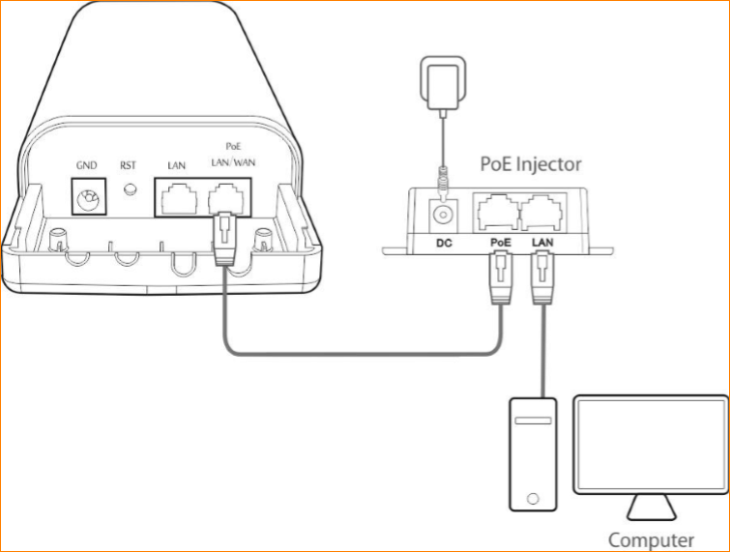 PoE
GND RST LAN LAN/WAN
PoE Injector
DC PoE LAN
Computer